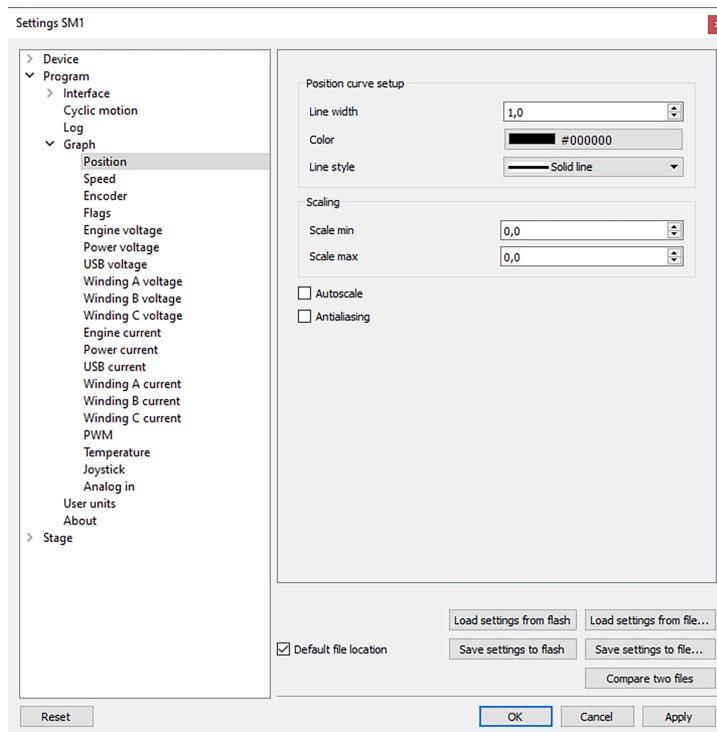 Settings SM1
Device
Program
Interface
Cyclic motion
Log
Graph
Position
Speed
Encoder
Flags
Engine voltage
Power voltage
USB voltage
Winding A voltage
Winding B voltage
Winding C voltage
Engine current
Power current
USB current
Winding A current
Winding B current
Winding C current
PWM
Temperature
Joystick
Analog in
User units
About
Stage
Position curve setup
Line width 1,0
Color #000000
Line style Solid line
Scaling
Scale min 0,0
Scale max 0,0
Autoscale
Antialiasing
Load settings from flash Load settings from file...
Default file location Save settings to flash Save settings to file...
Compare two files
Reset OK Cancel Apply